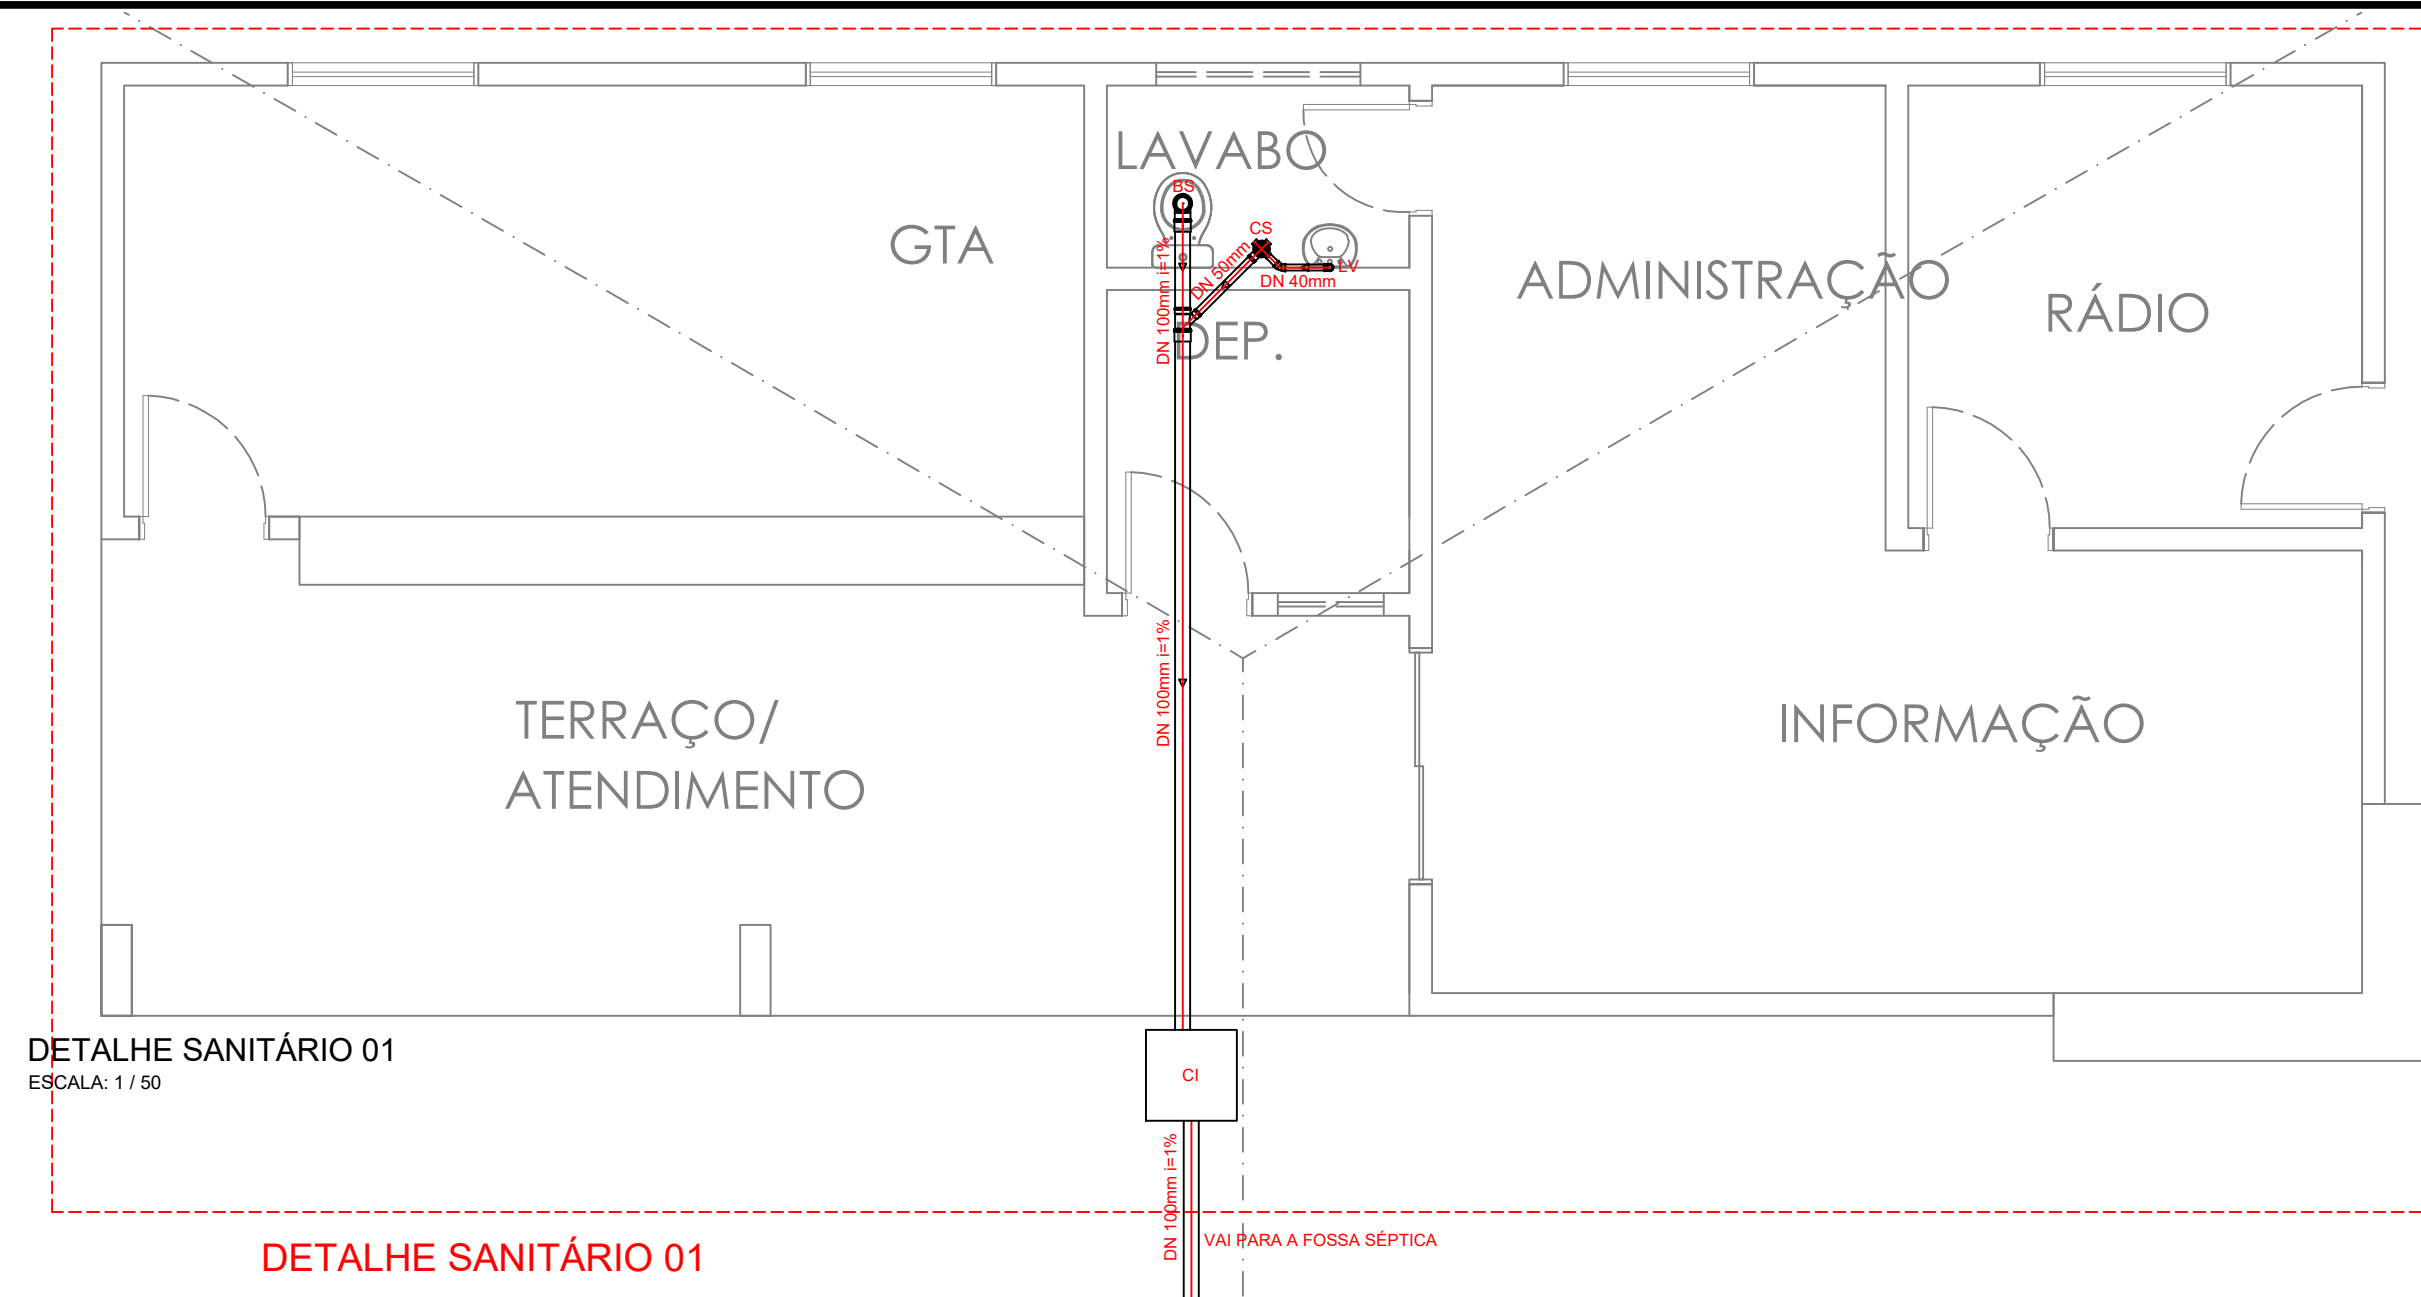 LAVABO
BS
GTA
CS
DN 100mm i=1%
DN 50mm
LV
DN 40mm
ADMINISTRAÇÃO
RÁDIO
DEP.
DN 100mm i=1%
TERRAÇO/
ATENDIMENTO
INFORMAÇÃO
DETALHE SANITÁRIO 01
ESCALA: 1 / 50
CI
DN 100mm i=1%
VAI PARA A FOSSA SÉPTICA
DETALHE SANITÁRIO 01